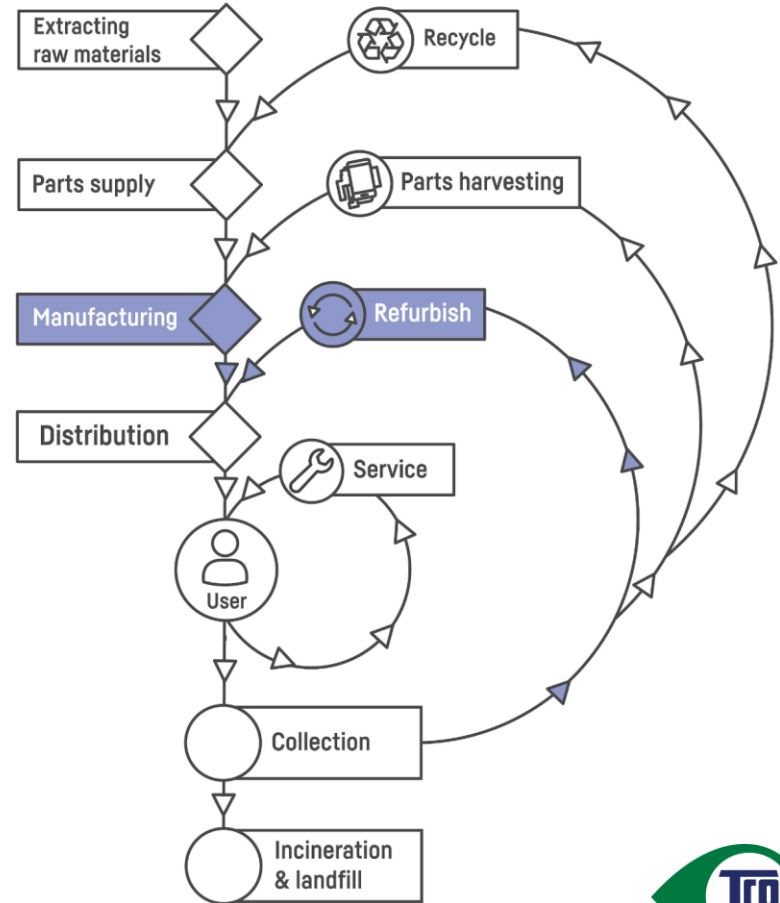 Extracting
raw materials
Recycle
Parts supply
Parts harvesting
Manufacturing
Refurbish
Distribution
Service
User
Collection
Incineration
& landfill